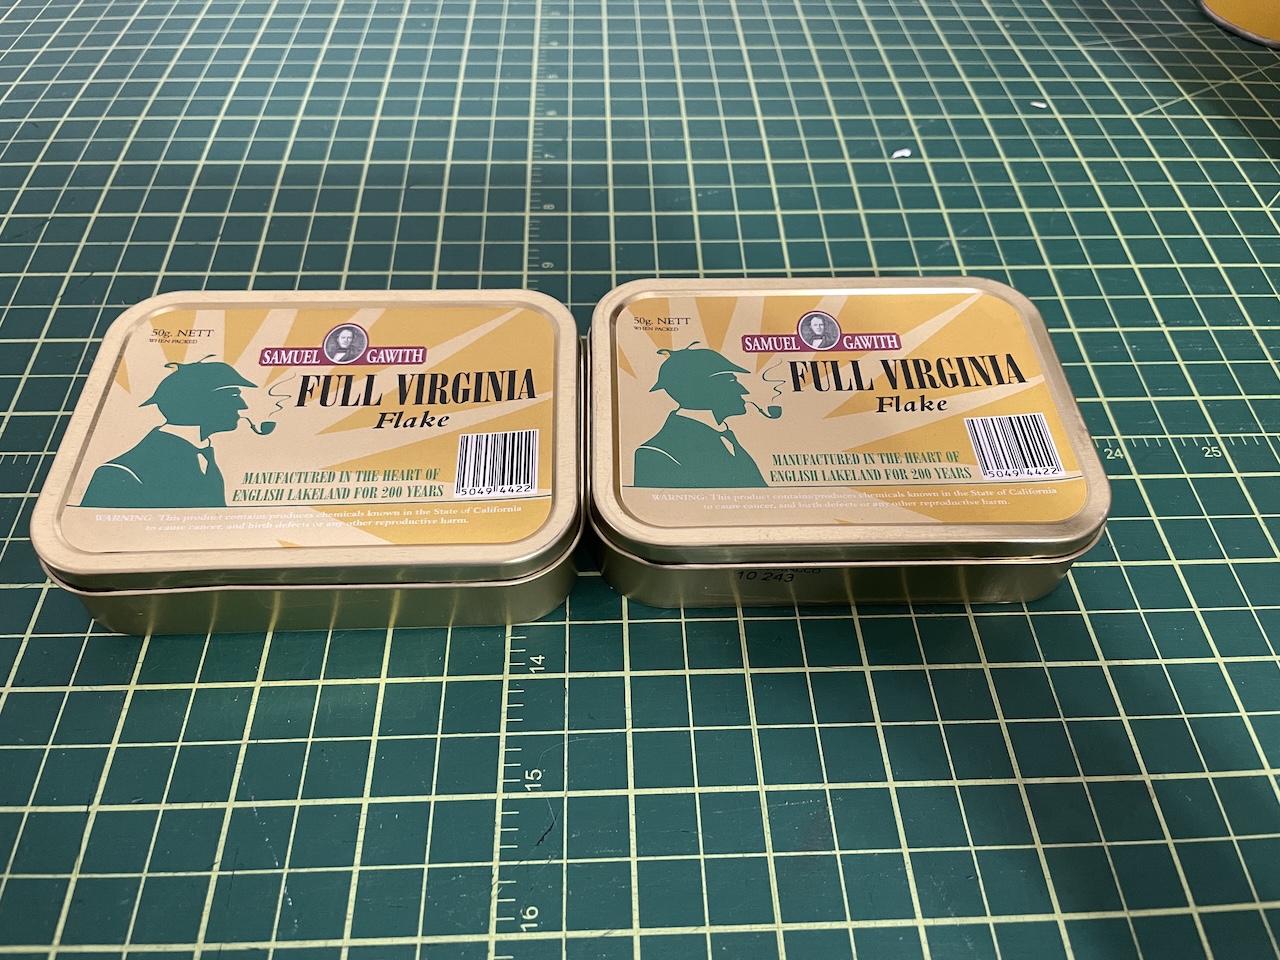 50g. NETT
WHEN PACKED
SAMUEL GAWITH
FULL VIRGINIA
Flake
MANUFACTURED IN THE HEART OF
ENGLISH LAKELAND FOR 200 YEARS
5049 4422
WARNING: This product contains/produces chemicals known in the State of California
to cause cancer, and birth defects or any other reproductive harm.
50g. NETT
WHEN PACKED
SAMUEL GAWITH
FULL VIRGINIA
Flake
MANUFACTURED IN THE HEART OF
ENGLISH LAKELAND FOR 200 YEARS
5049 4422
WARNING: This product contains/produces chemicals known in the State of California
to cause cancer, and birth defects or any other reproductive harm.
10 243
7
8
9
14
15
16
24
25